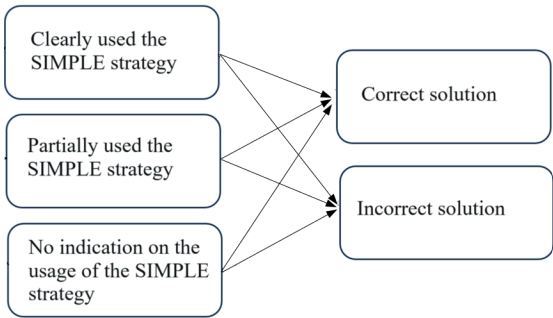 Clearly used the
SIMPLE strategy
Partially used the
SIMPLE strategy
No indication on the
usage of the SIMPLE
strategy
Correct solution
Incorrect solution